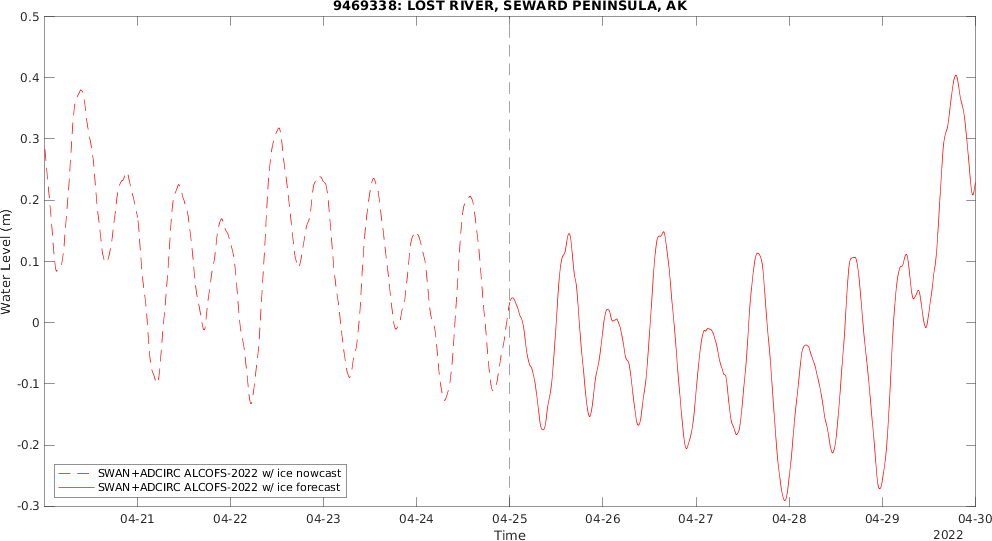 9469338: LOST RIVER, SEWARD PENINSULA, AK
0.5
0.4
0.3
0.2
0.1
0
-0.1
-0.2
-0.3
Water Level (m)
SWAN+ADCIRC ALCOFS-2022 w/ ice nowcast
SWAN+ADCIRC ALCOFS-2022 w/ ice forecast
04-21 04-22 04-23 04-24 04-25 04-26 04-27 04-28 04-29 04-30
Time
2022